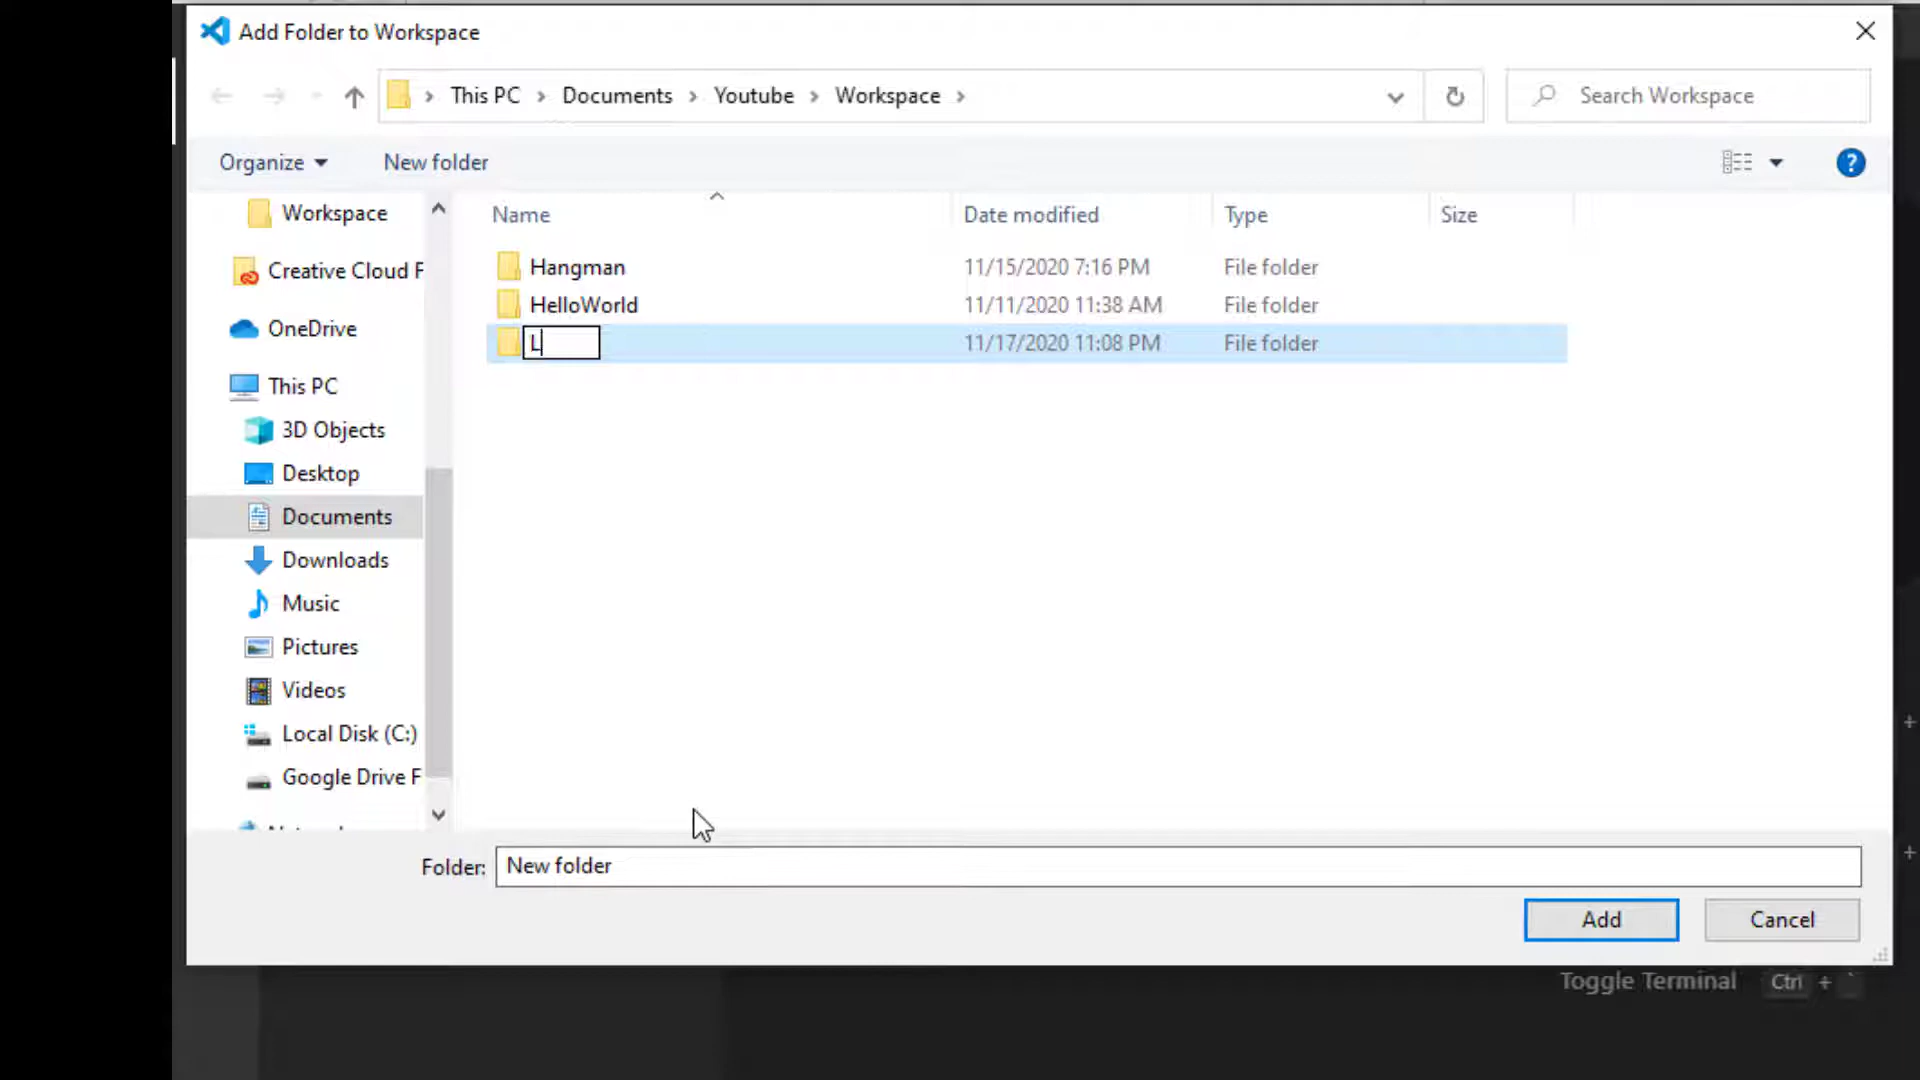 Add Folder to Workspace
This PC > Documents > Youtube > Workspace >
Search Workspace
Organize
New folder
Workspace
Creative Cloud F
OneDrive
This PC
3D Objects
Desktop
Documents
Downloads
Music
Pictures
Videos
Local Disk (C:)
Google Drive F
Name Date modified Type Size
Hangman 11/15/2020 7:16 PM File folder
HelloWorld 11/11/2020 11:38 AM File folder
L 11/17/2020 11:08 PM File folder
Folder: New folder
Add Cancel
Toggle Terminal Ctrl + `